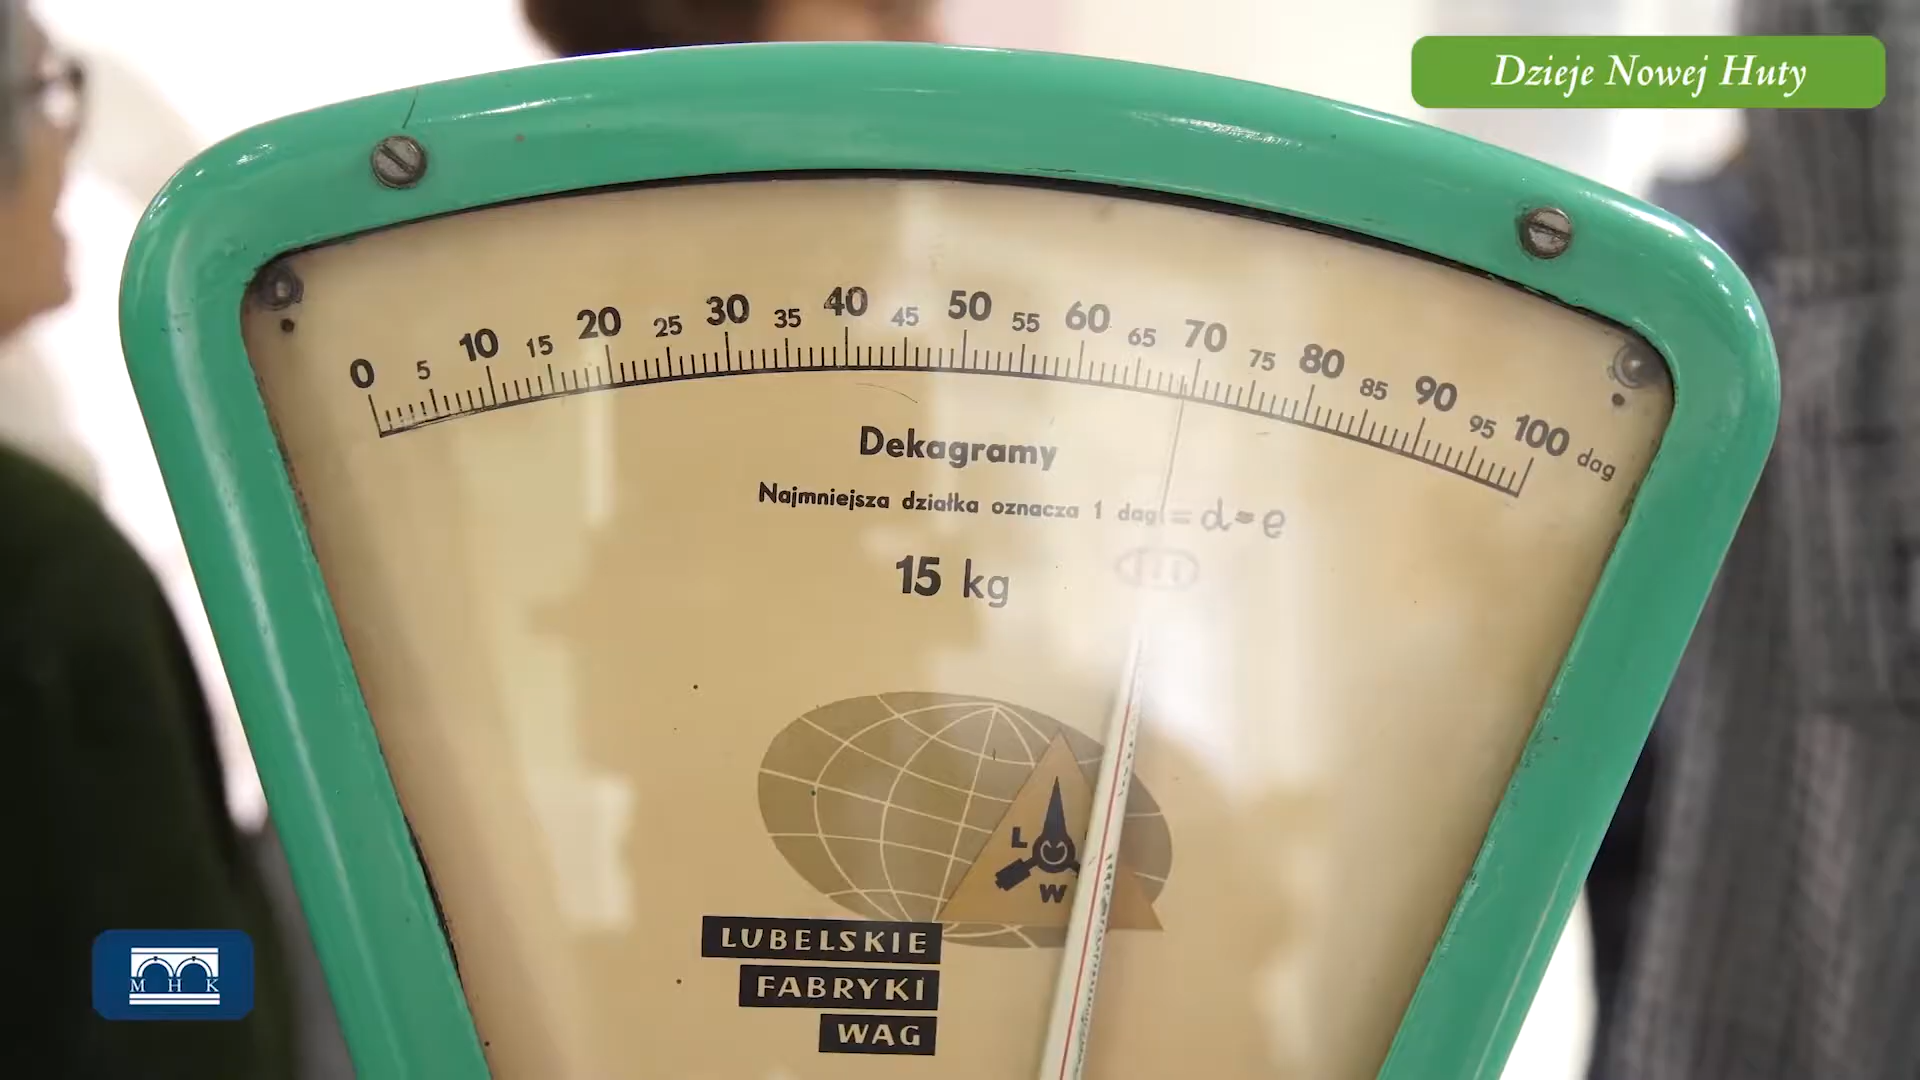 Dzieje Nowej Huty
0 5 10 15 20 25 30 35 40 45 50 55 60 65 70 75 80 85 90 95 100 dag
Dekagramy
Najmniejsza działka oznacza 1 dag = d = e
15 kg
L
W
LUBELSKIE
FABRYKI
WAG
M H K